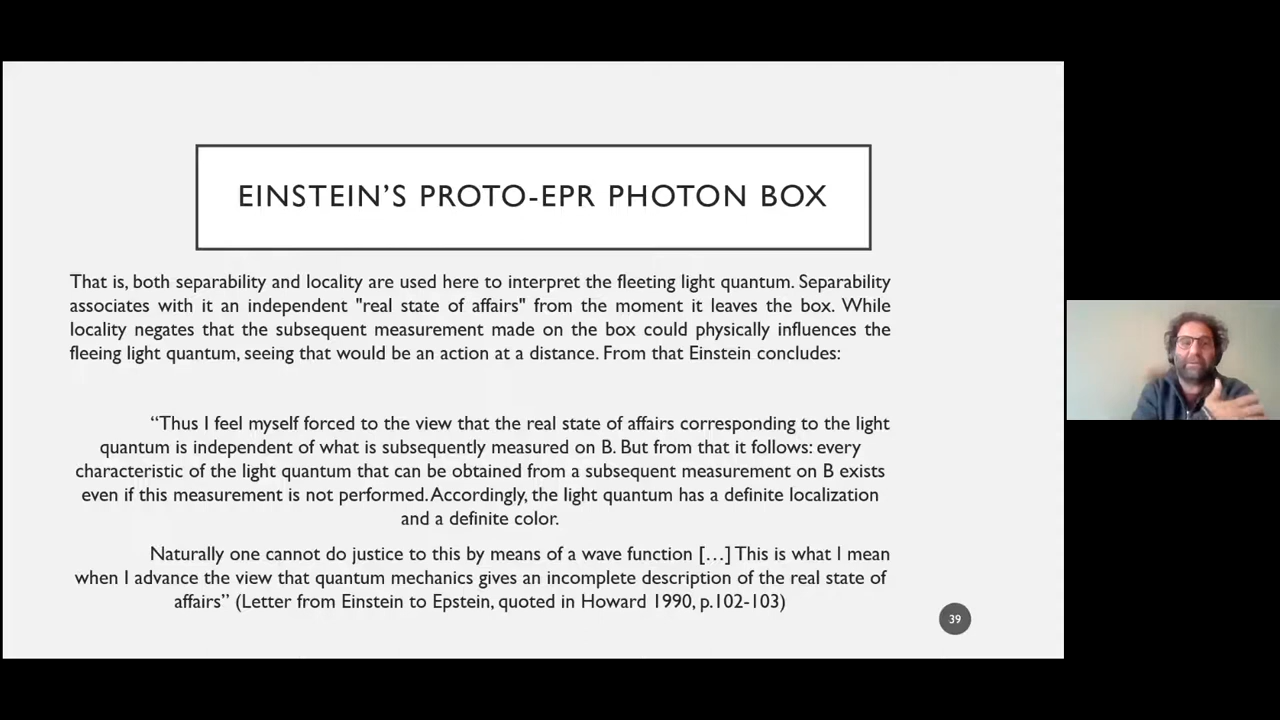 EINSTEIN’S PROTO-EPR PHOTON BOX
That is, both separability and locality are used here to interpret the fleeting light quantum. Separability
associates with it an independent "real state of affairs" from the moment it leaves the box. While
locality negates that the subsequent measurement made on the box could physically influences the
fleeing light quantum, seeing that would be an action at a distance. From that Einstein concludes:
“Thus I feel myself forced to the view that the real state of affairs corresponding to the light
quantum is independent of what is subsequently measured on B. But from that it follows: every
characteristic of the light quantum that can be obtained from a subsequent measurement on B exists
even if this measurement is not performed. Accordingly, the light quantum has a definite localization
and a definite color.
Naturally one cannot do justice to this by means of a wave function […] This is what I mean
when I advance the view that quantum mechanics gives an incomplete description of the real state of
affairs” (Letter from Einstein to Epstein, quoted in Howard 1990, p.102-103)
39